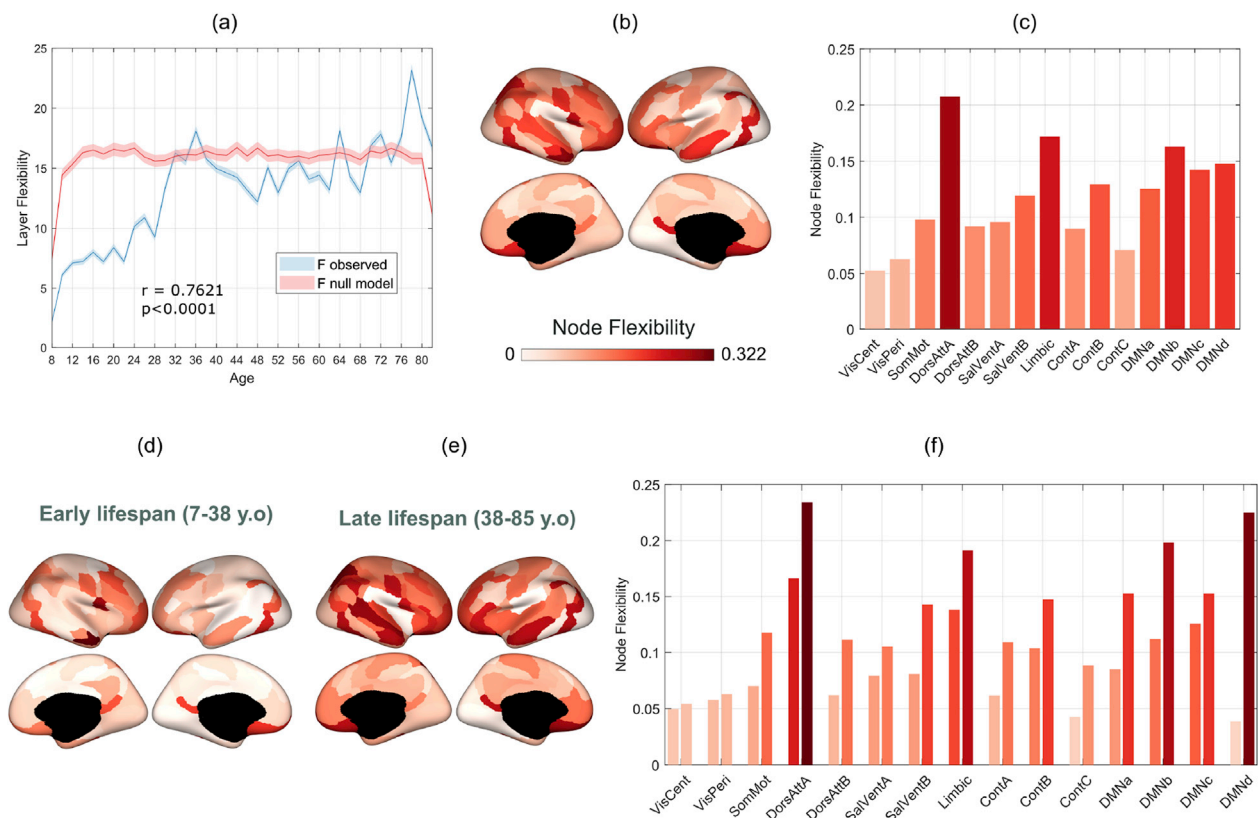 (a)
25
20
15
10
5
0
Layer Flexibility
8 12 16 20 24 28 32 36 40 44 48 52 56 60 64 68 72 76 80
Age
F observed
F null model
r = 0.7621
p<0.0001
(b)
Node Flexibility
0
0.322
(c)
0.2
0.15
0.1
0.05
0
Node Flexibility
VisCent
VisPeri
SomMot
DorsAttA
DorsAttB
SalVentA
SalVentB
Limbic
ContA
ContB
ContC
DMNa
DMNb
DMNc
DMNd
(d)
Early lifespan (7-38 y.o)
(e)
Late lifespan (38-85 y.o)
(f)
0.25
0.2
0.15
0.1
0.05
0
Node Flexibility
VisCent
VisPeri
SomMot
DorsAttA
DorsAttB
SalVentA
SalVentB
Limbic
ContA
ContB
ContC
DMNa
DMNb
DMNc
DMNd